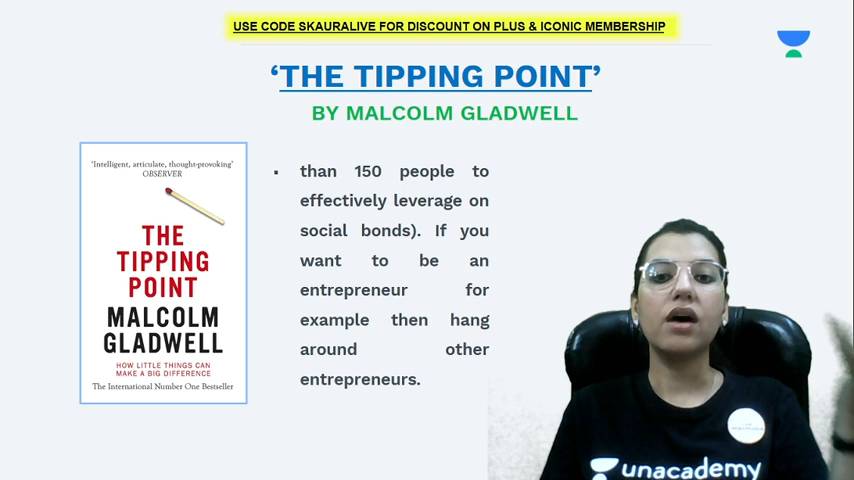 USE CODE SKAURALIVE FOR DISCOUNT ON PLUS & ICONIC MEMBERSHIP
‘THE TIPPING POINT’
BY MALCOLM GLADWELL
‘Intelligent, articulate, thought-provoking’
OBSERVER
THE
TIPPING
POINT
MALCOLM
GLADWELL
HOW LITTLE THINGS CAN
MAKE A BIG DIFFERENCE
The International Number One Bestseller
▪ than 150 people to
effectively leverage on
social bonds). If you
want to be an
entrepreneur for
example then hang
around other
entrepreneurs.
unacademy